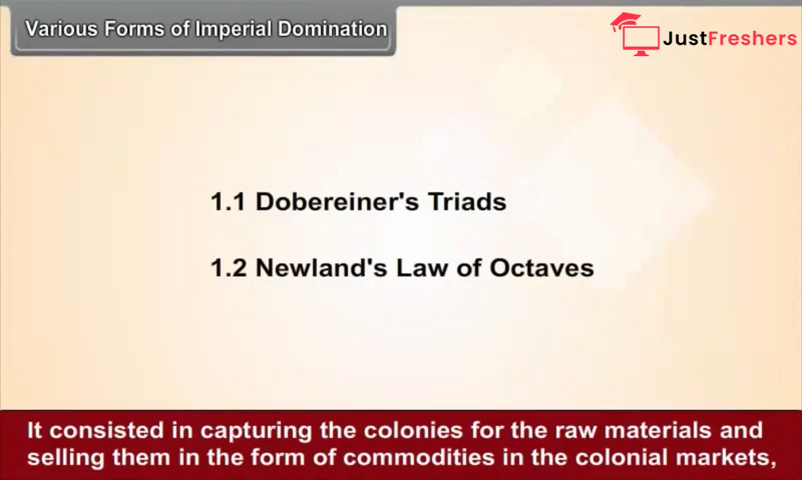 Various Forms of Imperial Domination
JustFreshers
1.1 Dobereiner's Triads
1.2 Newland's Law of Octaves
It consisted in capturing the colonies for the raw materials and
selling them in the form of commodities in the colonial markets,